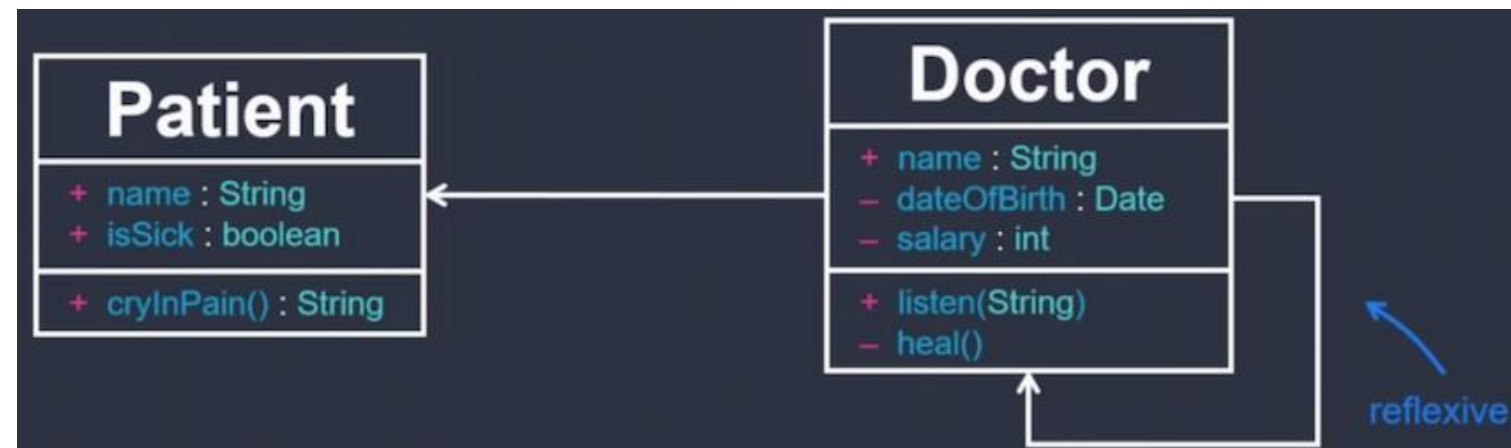 Patient
+ name : String
+ isSick : boolean
+ cryInPain() : String
Doctor
+ name : String
– dateOfBirth : Date
– salary : int
+ listen(String)
– heal()
reflexive